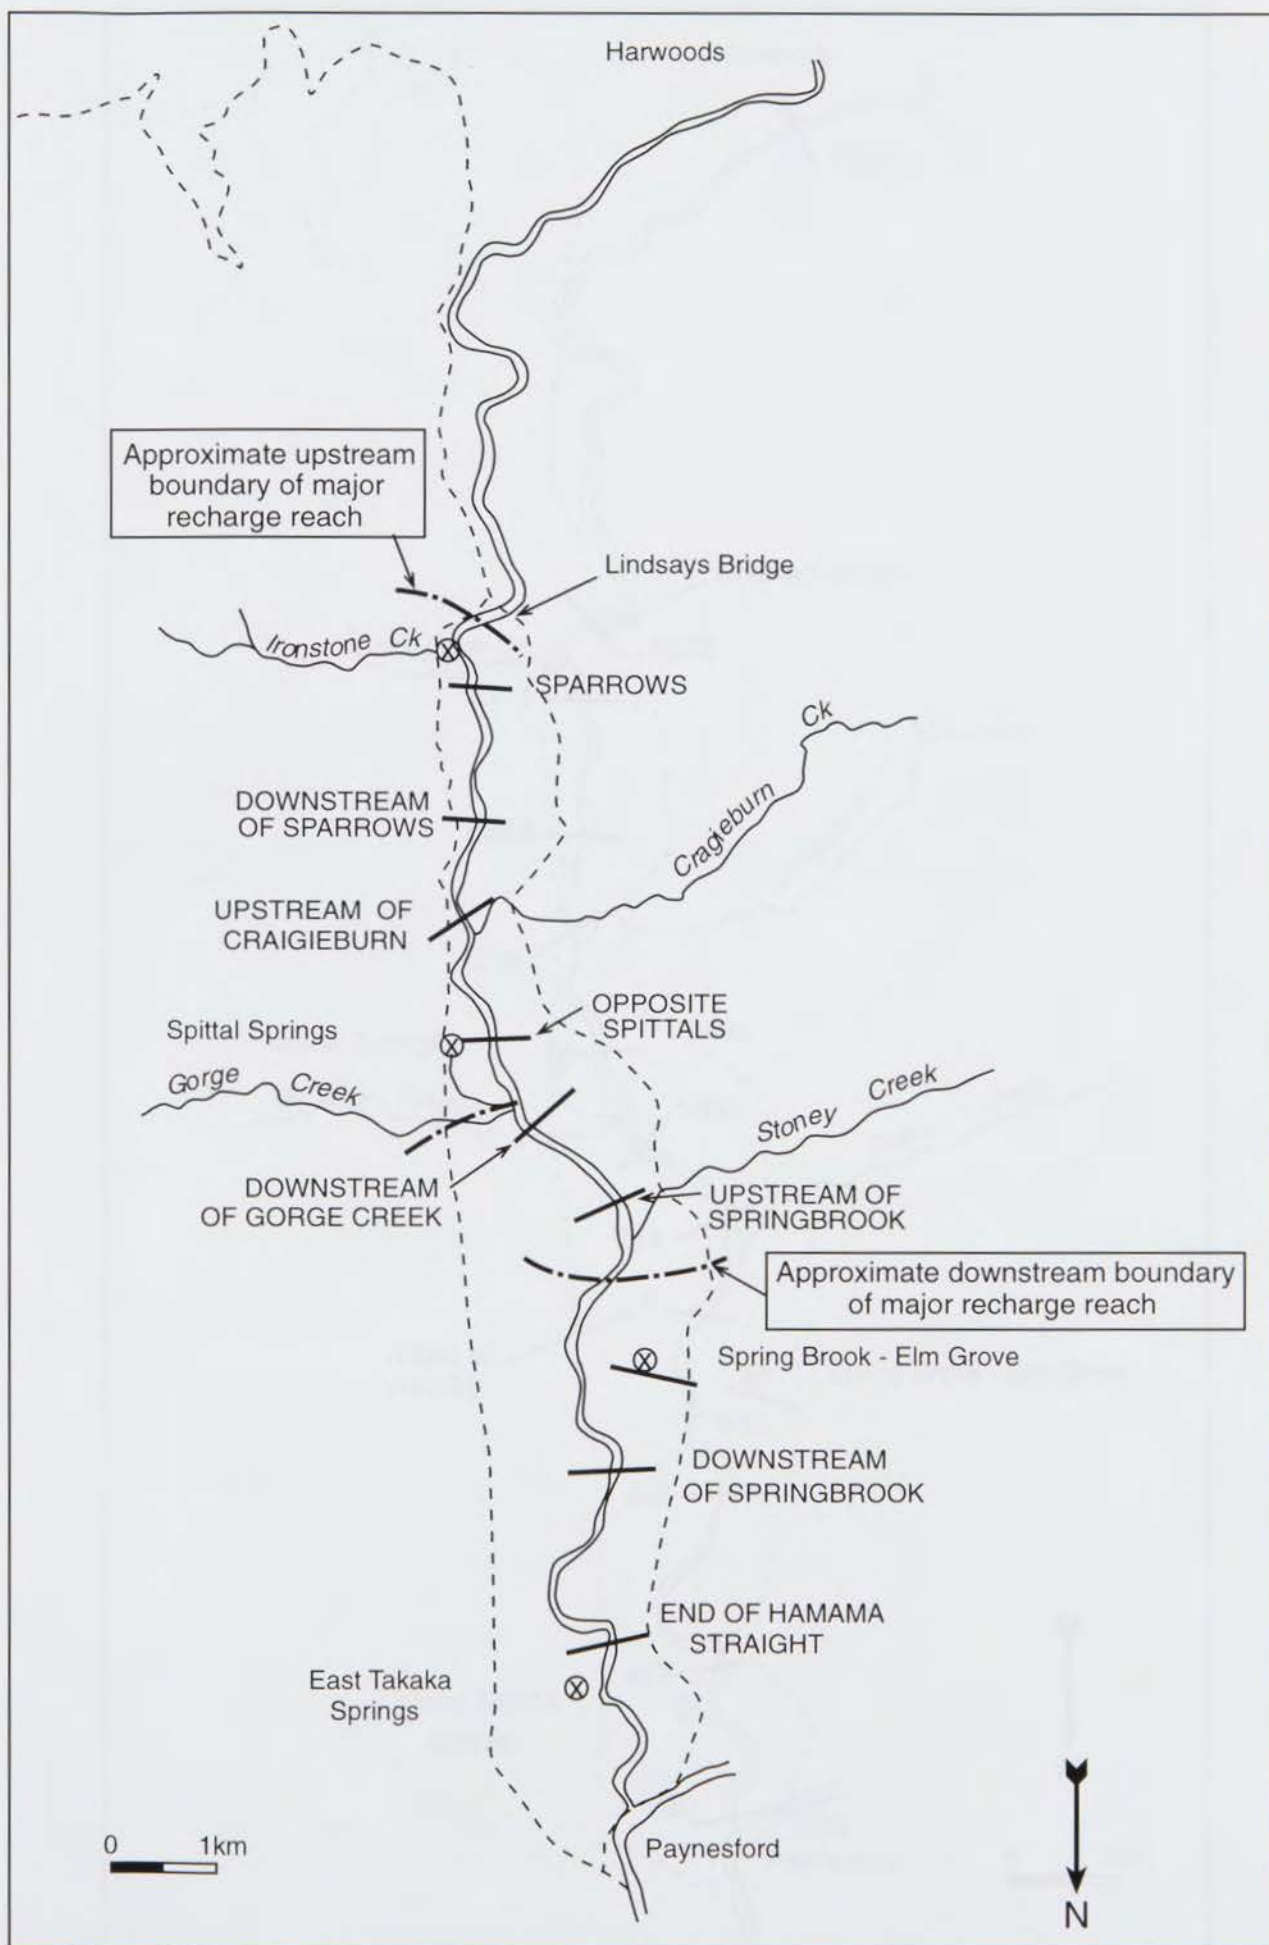 Harwoods
Approximate upstream
boundary of major
recharge reach
Lindsays Bridge
Ironstone Ck
SPARROWS
Ck
Cragieburn
DOWNSTREAM
OF SPARROWS
UPSTREAM OF
CRAIGIEBURN
OPPOSITE
SPITTALS
Spittal Springs
Gorge Creek
Stoney Creek
DOWNSTREAM
OF GORGE CREEK
UPSTREAM OF
SPRINGBROOK
Approximate downstream boundary
of major recharge reach
Spring Brook - Elm Grove
DOWNSTREAM
OF SPRINGBROOK
END OF HAMAMA
STRAIGHT
East Takaka
Springs
0 1km
Paynesford
N